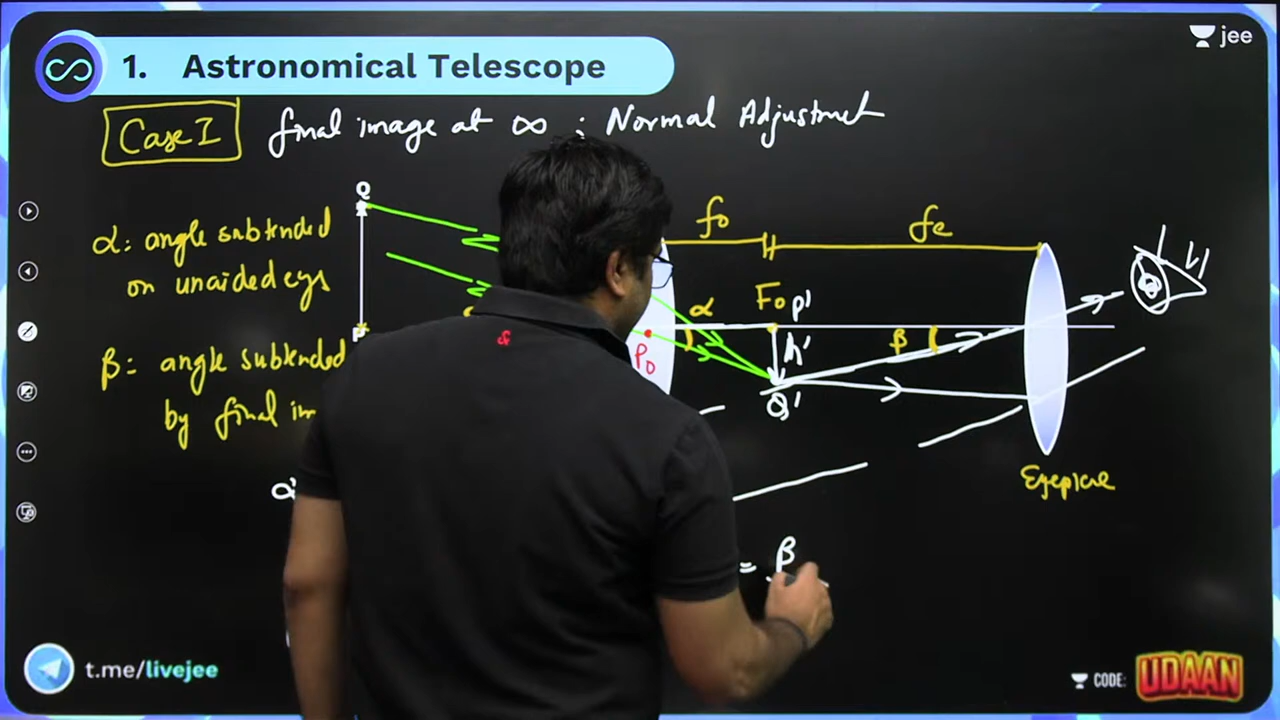 jee
1. Astronomical Telescope
Case I final image at ∞ : Normal Adjustment
Q
α: angle subtended
on unaided eye
fo fe
α Fo P'
P
Po h' β
β= angle subtended
by final im
Q'
Eyepiece
α
= β
t.me/livejee
CODE: UDAAN